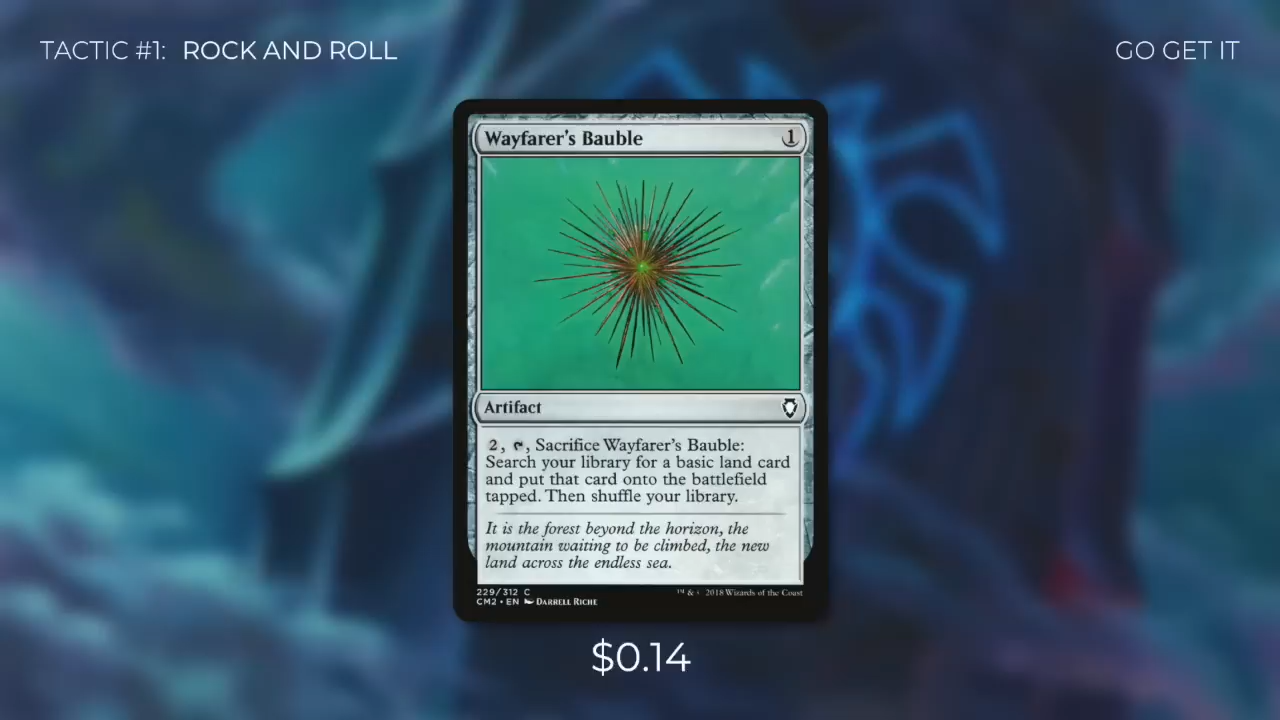 TACTIC #1: ROCK AND ROLL
GO GET IT
Wayfarer's Bauble 1
Artifact
2, , Sacrifice Wayfarer's Bauble:
Search your library for a basic land card
and put that card onto the battlefield
tapped. Then shuffle your library.
It is the forest beyond the horizon, the
mountain waiting to be climbed, the new
land across the endless sea.
229/312 C
™ & 2018 Wizards of the Coast
CM2 • EN DARRELL RICHE
$0.14